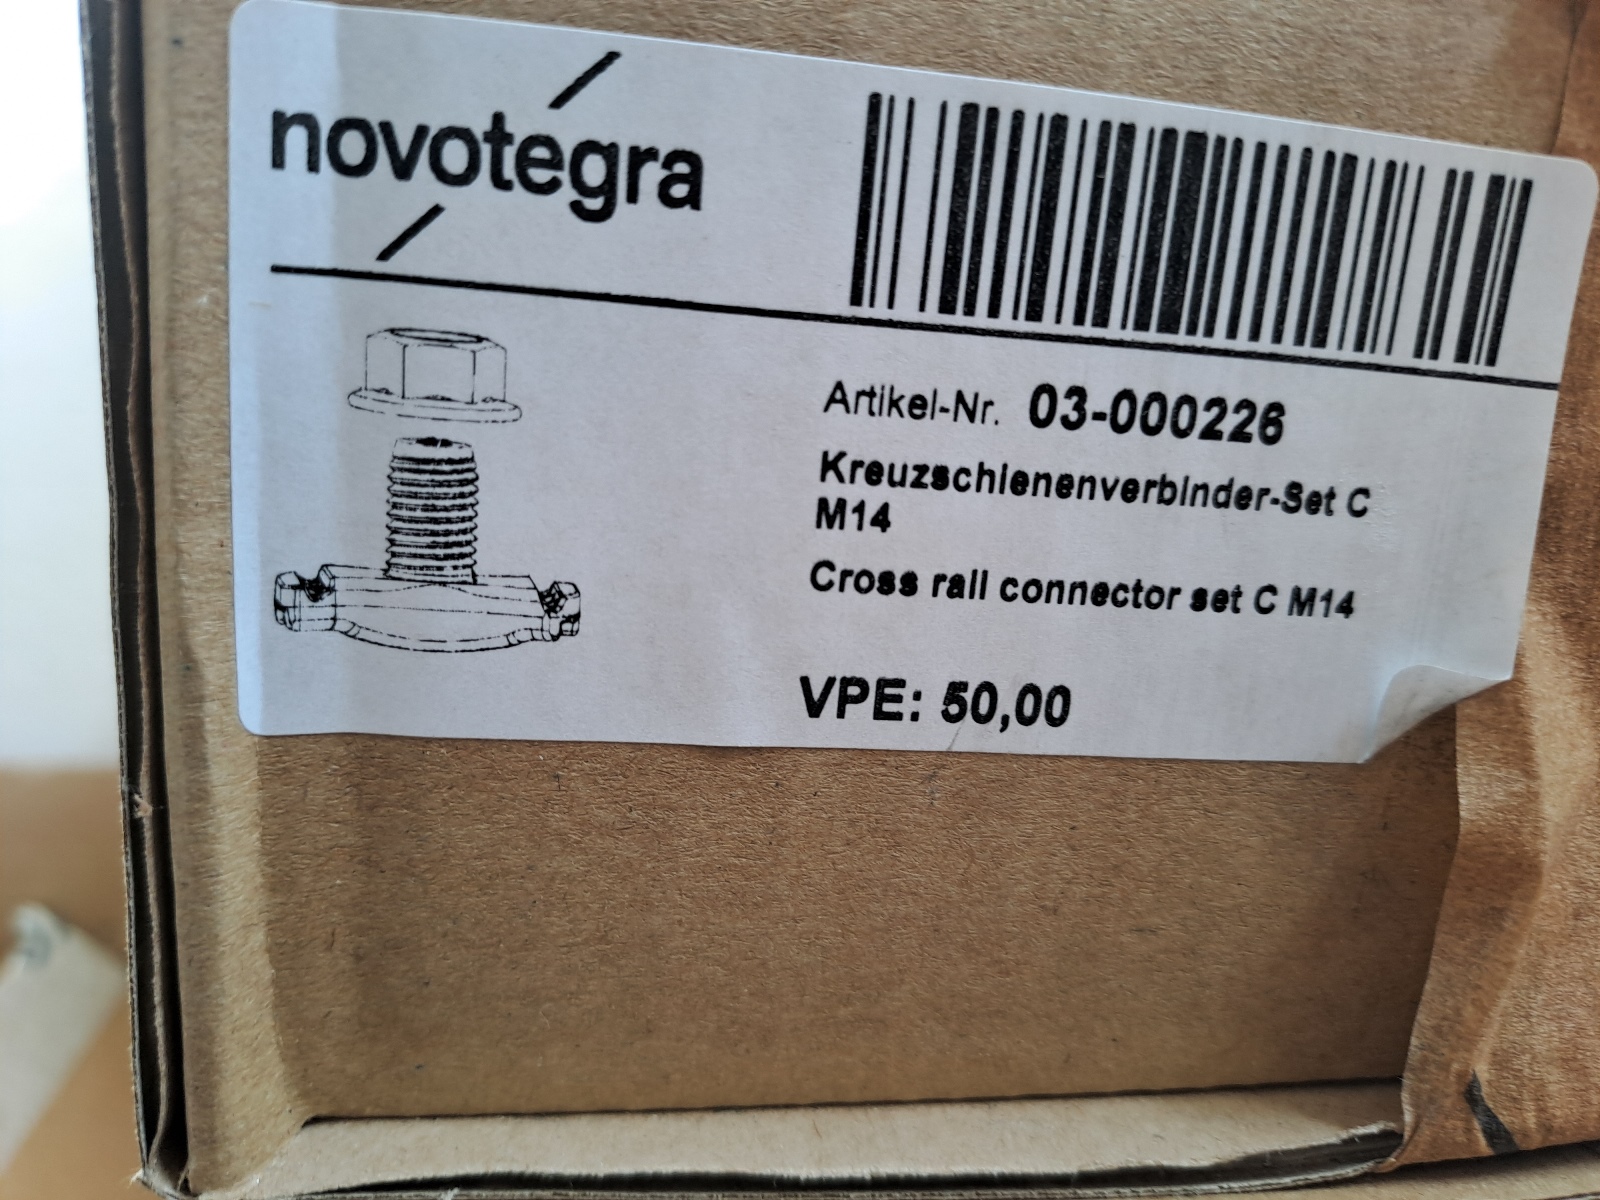 novotegra
Artikel-Nr. 03-000226
Kreuzschienenverbinder-Set C
M14
Cross rail connector set C M14
VPE: 50,00